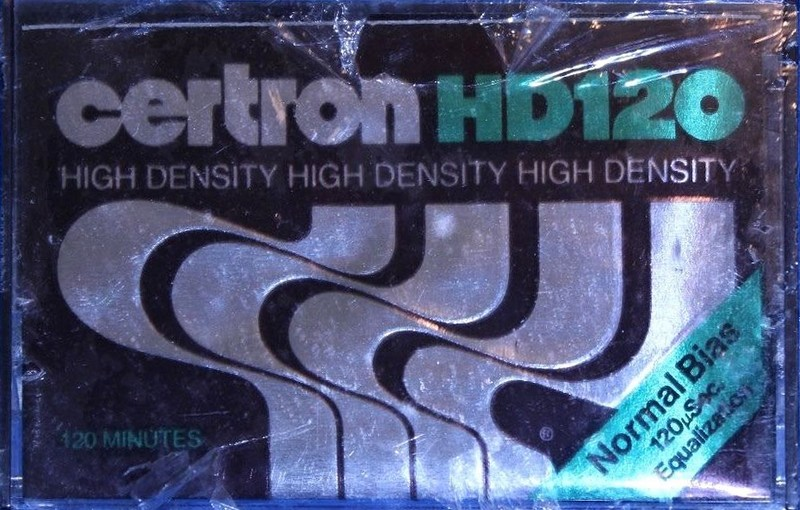 certron HD120
HIGH DENSITY HIGH DENSITY HIGH DENSITY
120 MINUTES
®
Normal Bias
120μSec.
Equalization